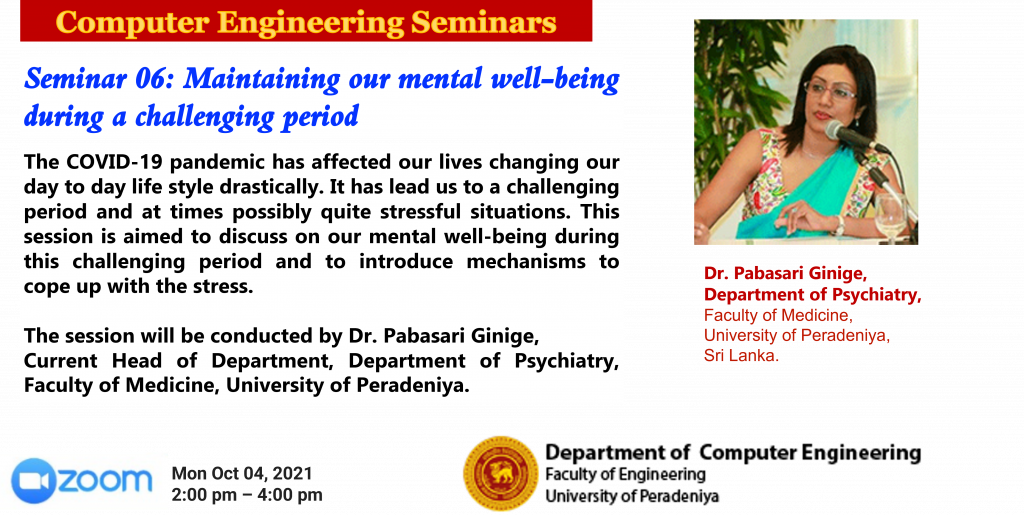 Computer Engineering Seminars
Seminar 06: Maintaining our mental well-being
during a challenging period
The COVID-19 pandemic has affected our lives changing our
day to day life style drastically. It has lead us to a challenging
period and at times possibly quite stressful situations. This
session is aimed to discuss on our mental well-being during
this challenging period and to introduce mechanisms to
cope up with the stress.
The session will be conducted by Dr. Pabasari Ginige,
Current Head of Department, Department of Psychiatry,
Faculty of Medicine, University of Peradeniya.
Dr. Pabasari Ginige,
Department of Psychiatry,
Faculty of Medicine,
University of Peradeniya,
Sri Lanka.
zoom
Mon Oct 04, 2021
2:00 pm – 4:00 pm
Department of Computer Engineering
Faculty of Engineering
University of Peradeniya